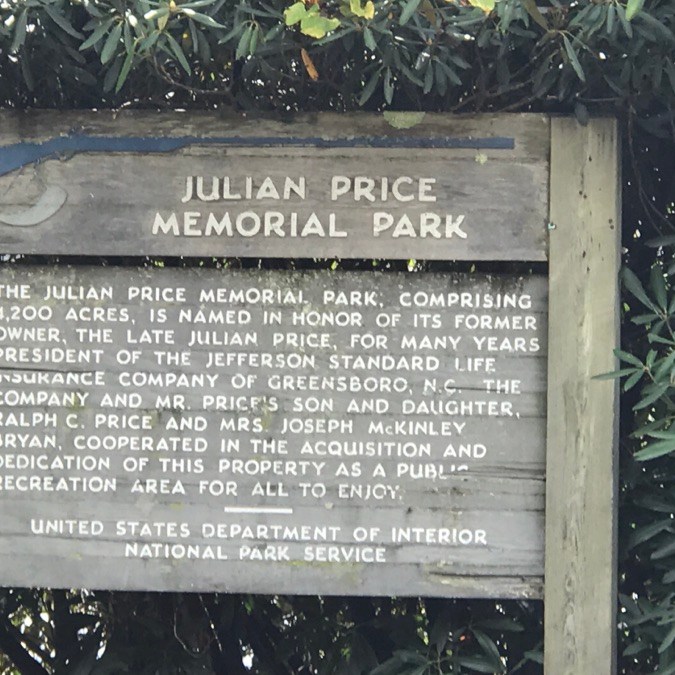 JULIAN PRICE
MEMORIAL PARK
THE JULIAN PRICE MEMORIAL PARK, COMPRISING
4,200 ACRES, IS NAMED IN HONOR OF ITS FORMER
OWNER, THE LATE JULIAN PRICE, FOR MANY YEARS
PRESIDENT OF THE JEFFERSON STANDARD LIFE
INSURANCE COMPANY OF GREENSBORO, N.C. THE
COMPANY AND MR. PRICE'S SON AND DAUGHTER,
RALPH C. PRICE AND MRS. JOSEPH McKINLEY
BRYAN, COOPERATED IN THE ACQUISITION AND
DEDICATION OF THIS PROPERTY AS A PUBLIC
RECREATION AREA FOR ALL TO ENJOY.
UNITED STATES DEPARTMENT OF INTERIOR
NATIONAL PARK SERVICE